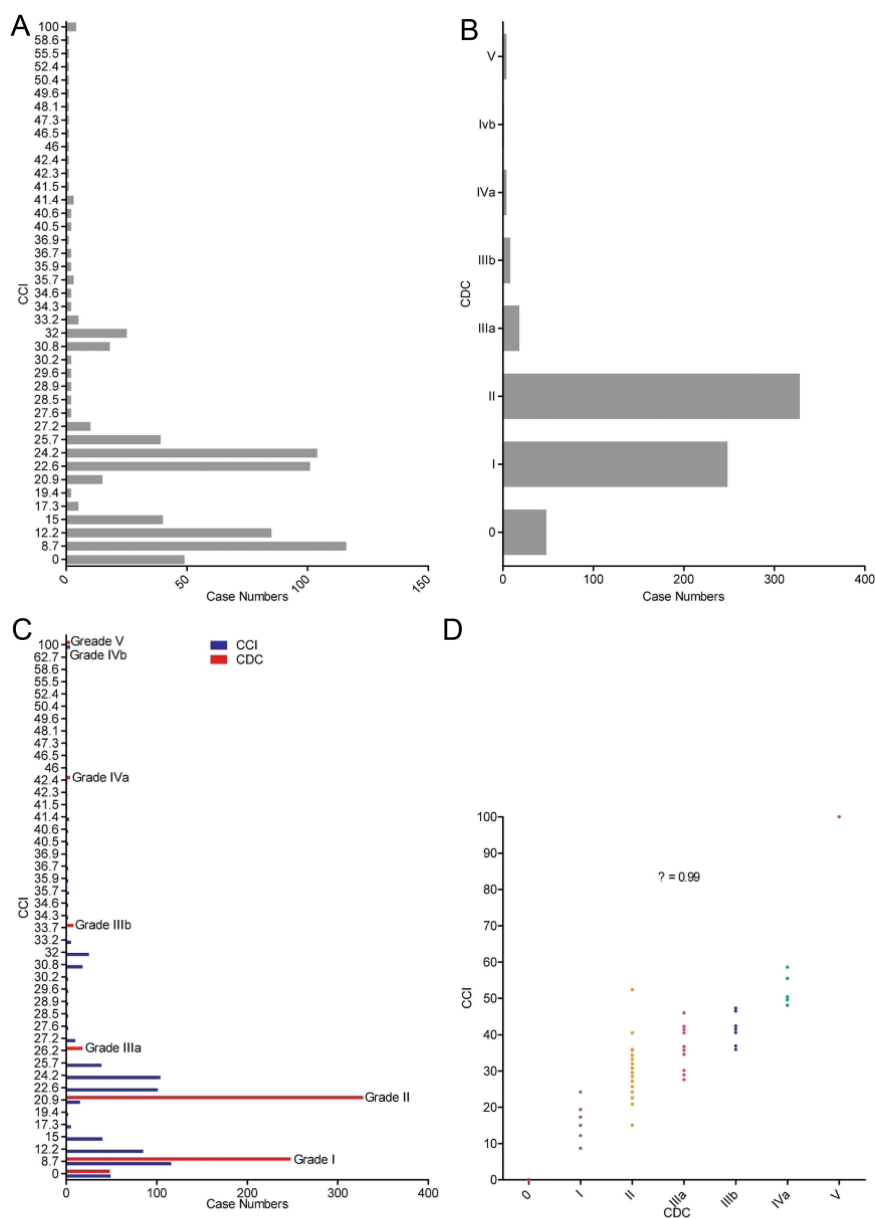 A
100
58.6
55.5
52.4
50.4
49.6
48.1
47.3
46.5
46
42.4
42.3
41.5
41.4
40.6
40.5
36.9
36.7
35.9
35.7
34.6
34.3
33.2
32
30.8
30.2
29.6
28.9
28.5
27.6
27.2
25.7
24.2
22.6
20.9
19.4
17.3
15
12.2
8.7
0
CCI
0 50 100 150
Case Numbers
B
V
Ivb
IVa
IIIb
IIIa
II
I
0
CDC
0 100 200 300 400
Case Numbers
C
100
62.7
58.6
55.5
52.4
50.4
49.6
48.1
47.3
46.5
46
42.4
42.3
41.5
41.4
40.6
40.5
36.9
36.7
35.9
35.7
34.6
34.3
33.7
33.2
32
30.8
30.2
29.6
28.9
28.5
27.6
27.2
26.2
25.7
24.2
22.6
20.9
19.4
17.3
15
12.2
8.7
0
CCI
Greade V
Grade IVb
Grade IVa
Grade IIIb
Grade IIIa
Grade II
Grade I
CCI
CDC
0 100 200 300 400
Case Numbers
D
100
90
80
70
60
50
40
30
20
10
0
CCI
? = 0.99
0 I II IIIa IIIb IVa V
CDC